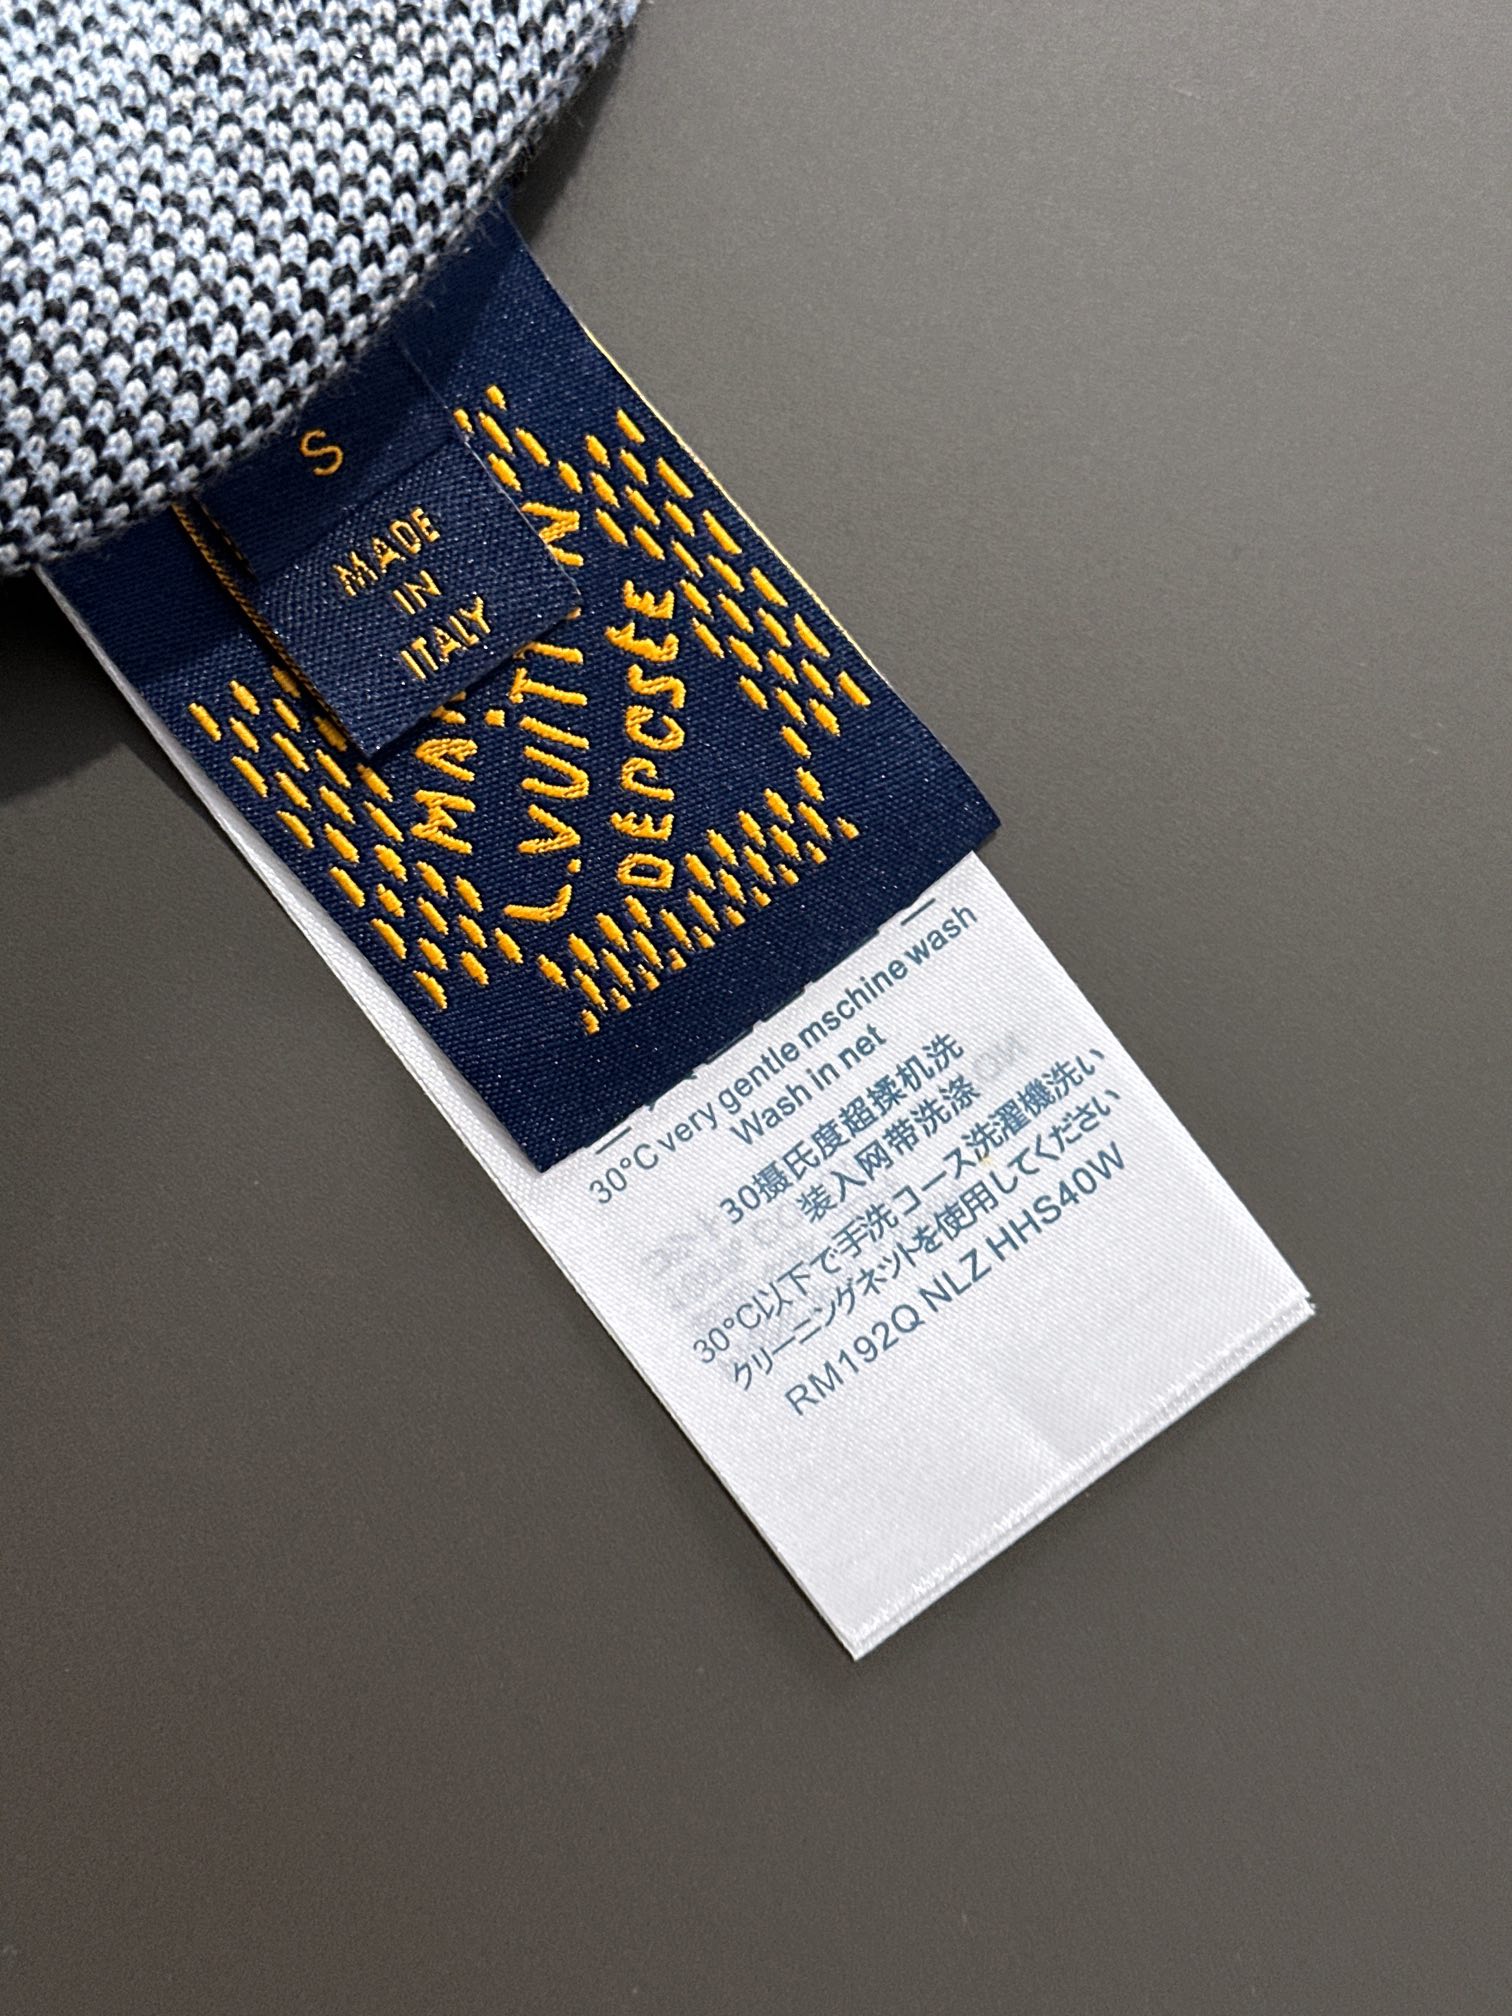 S
MADE
IN
ITALY
L.VUITTON
DEPOSEE
30°C very gentle mschine wash
Wash in net
30摄氏度超揉机洗
装入网带洗涤
30°C以下で手洗コース洗濯機洗い
クリーニングネットを使用してください
RM192Q NLZ HHS40W